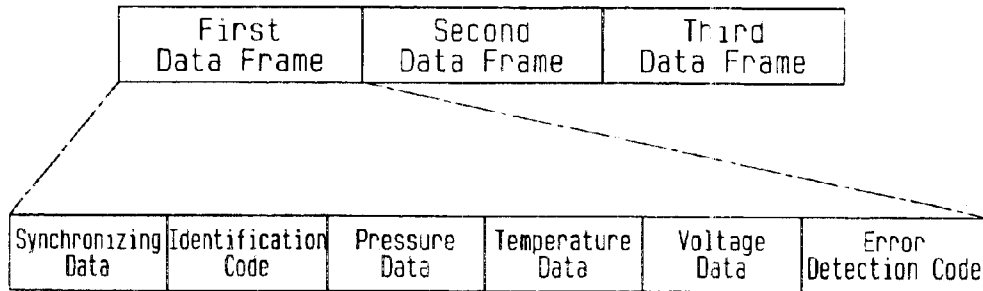 First
Data Frame
Second
Data Frame
Third
Data Frame
Synchronizing
Data
Identification
Code
Pressure
Data
Temperature
Data
Voltage
Data
Error
Detection Code